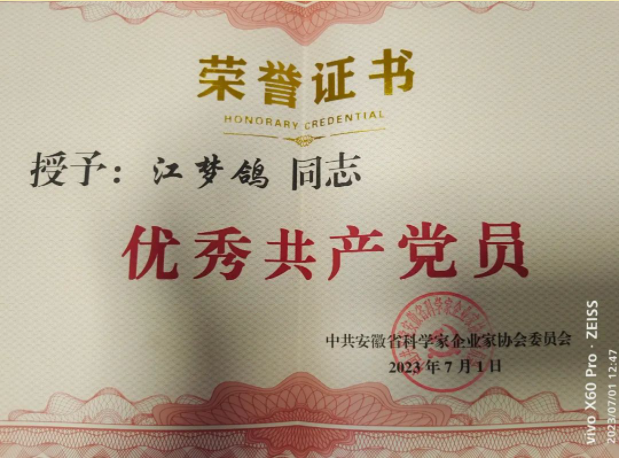 荣誉证书
HONORARY CREDENTIAL
授予：江梦鸽 同志
优秀共产党员
中共安徽省科学家企业家协会委员会
2023年7月1日
vivo X60 Pro · ZEISS
2023/07/01 12:47